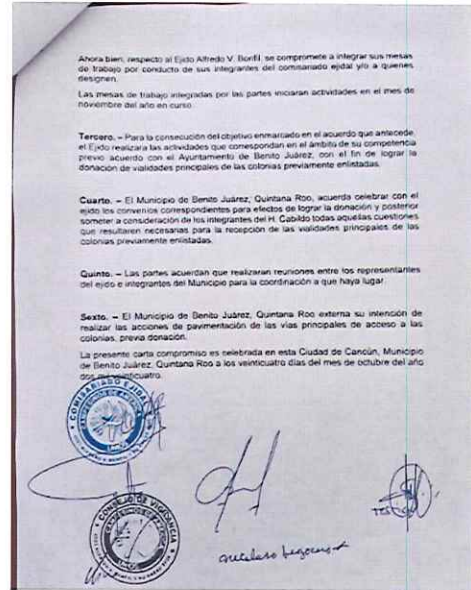 Ahora bien, respecto al Ejido Alfredo V. Bonfil, se compromete a integrar sus mesas
de trabajo por conducto de sus integrantes del comisariado ejidal y/o a quienes
designen.
Las mesas de trabajo integradas por las partes iniciaran actividades en el mes de
noviembre del año en curso.
Tercero. – Para la consecución del objetivo enmarcado en el acuerdo que antecede,
el Ejido realizara las actividades que correspondan en el ámbito de su competencia
previo acuerdo con el Ayuntamiento de Benito Juárez, con el fin de lograr la
donación de vialidades principales de las colonias previamente enlistadas.
Cuarto. – El Municipio de Benito Juárez, Quintana Roo, acuerda celebrar con el
ejido los convenios correspondientes para efectos de lograr la donación y posterior
someter a consideración de los integrantes del H. Cabildo todas aquellas cuestiones
que resultaren necesarias para la recepción de las vialidades principales de las
colonias previamente enlistadas.
Quinto. – Las partes acuerdan que realizaran reuniones entre los representantes
del ejido e integrantes del Municipio para la coordinación a que haya lugar.
Sexto. – El Municipio de Benito Juárez, Quintana Roo externa su intención de
realizar las acciones de pavimentación de las vías principales de acceso a las
colonias, previa donación.
La presente carta compromiso es celebrada en esta Ciudad de Cancún, Municipio
de Benito Juárez, Quintana Roo a los veinticuatro días del mes de octubre del año
dos mil veinticuatro.
COMISARIADO EJIDAL
CONSEJO DE VIGILANCIA